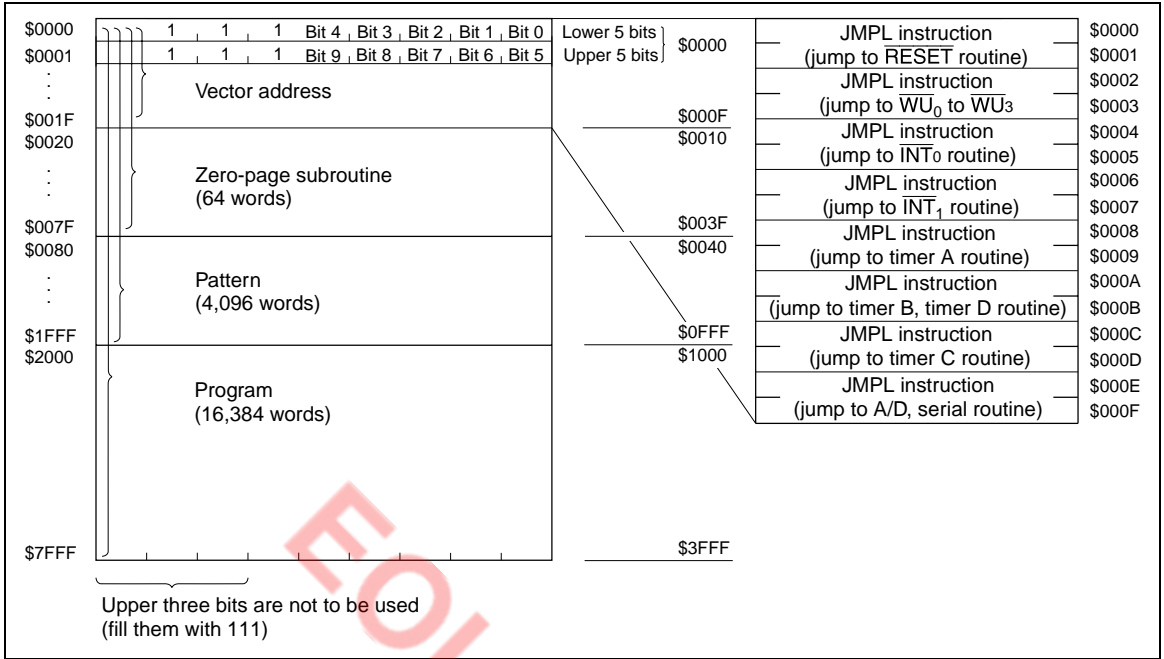 $0000
1 1 1 Bit 4 Bit 3 Bit 2 Bit 1 Bit 0
Lower 5 bits
$0001
1 1 1 Bit 9 Bit 8 Bit 7 Bit 6 Bit 5
Upper 5 bits
$0000
Vector address
$001F
$000F
$0020
$0010
Zero-page subroutine
(64 words)
$007F
$003F
$0080
$0040
Pattern
(4,096 words)
$1FFF
$0FFF
$2000
$1000
Program
(16,384 words)
$7FFF
$3FFF
Upper three bits are not to be used
(fill them with 111)
JMPL instruction
(jump to RESET routine)
$0000
$0001
JMPL instruction
(jump to WU0 to WU3
$0002
$0003
JMPL instruction
(jump to INT0 routine)
$0004
$0005
JMPL instruction
(jump to INT1 routine)
$0006
$0007
JMPL instruction
(jump to timer A routine)
$0008
$0009
JMPL instruction
(jump to timer B, timer D routine)
$000A
$000B
JMPL instruction
(jump to timer C routine)
$000C
$000D
JMPL instruction
(jump to A/D, serial routine)
$000E
$000F